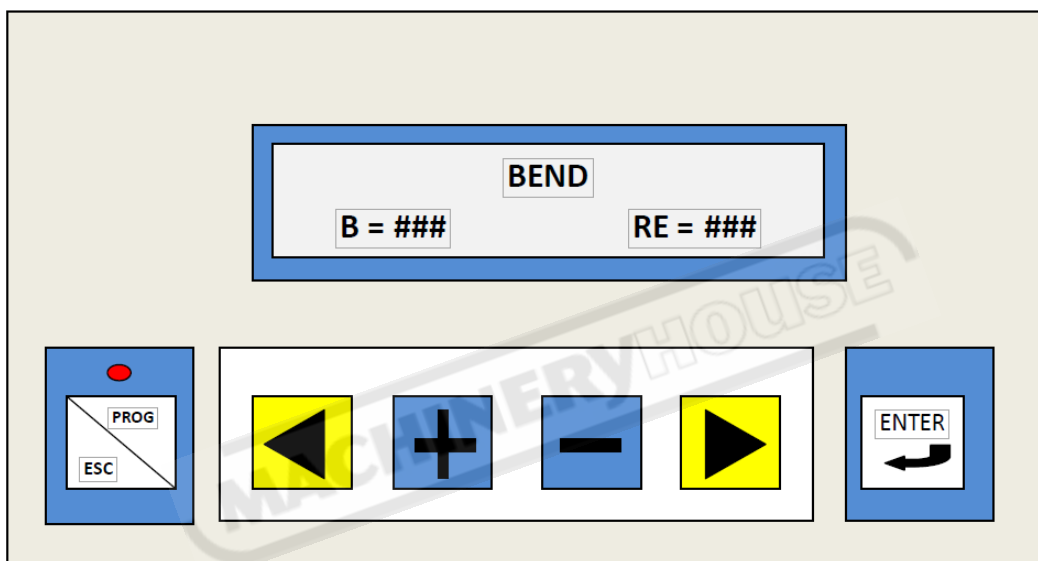 BEND
B = ### RE = ###
PROG
ESC
ENTER
MACHINERYHOUSE